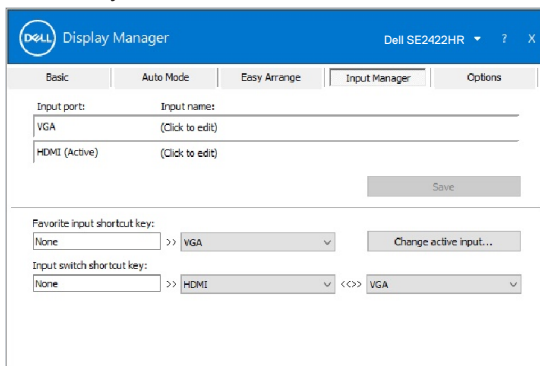 DELL Display Manager Dell SE2422HR ? X
Basic Auto Mode Easy Arrange Input Manager Options
Input port: Input name:
VGA (Click to edit)
HDMI (Active) (Click to edit)
Save
Favorite input shortcut key:
None >> VGA Change active input...
Input switch shortcut key:
None >> HDMI <<>> VGA